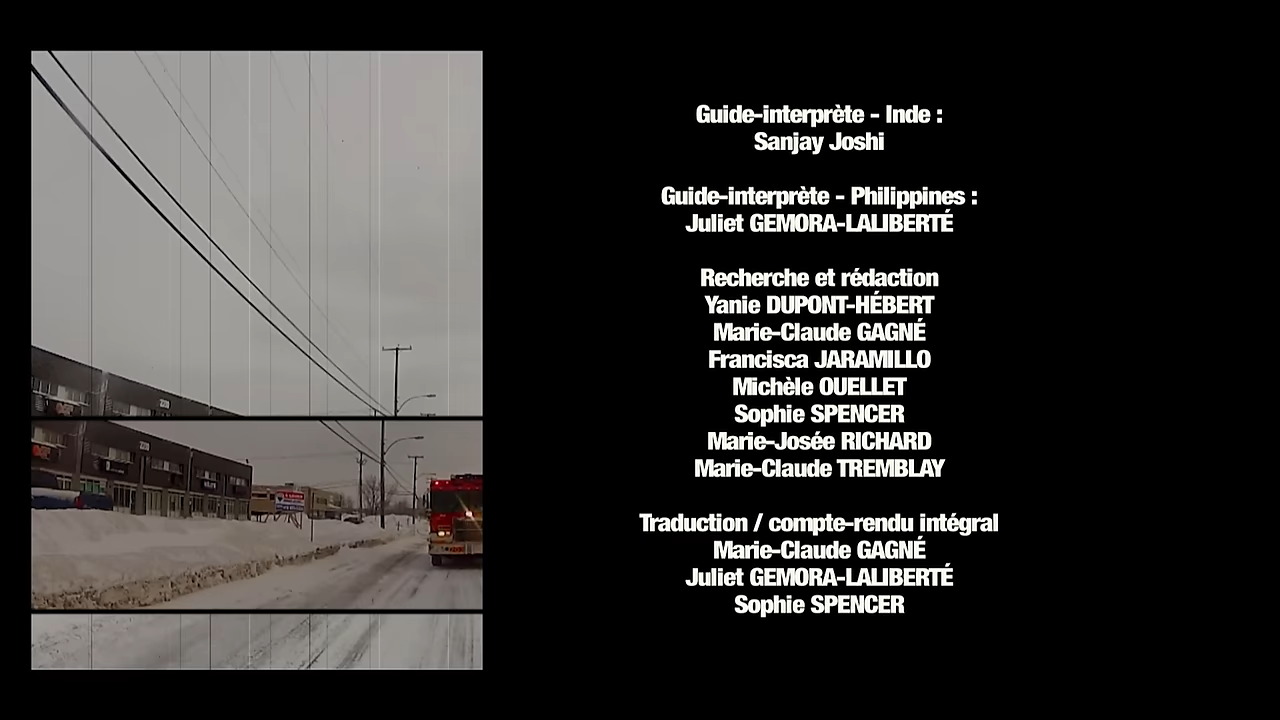 Guide-interprète - Inde :
Sanjay Joshi
Guide-interprète - Philippines :
Juliet GEMORA-LALIBERTÉ
Recherche et rédaction
Yanie DUPONT-HÉBERT
Marie-Claude GAGNÉ
Francisca JARAMILLO
Michèle OUELLET
Sophie SPENCER
Marie-Josée RICHARD
Marie-Claude TREMBLAY
Traduction / compte-rendu intégral
Marie-Claude GAGNÉ
Juliet GEMORA-LALIBERTÉ
Sophie SPENCER